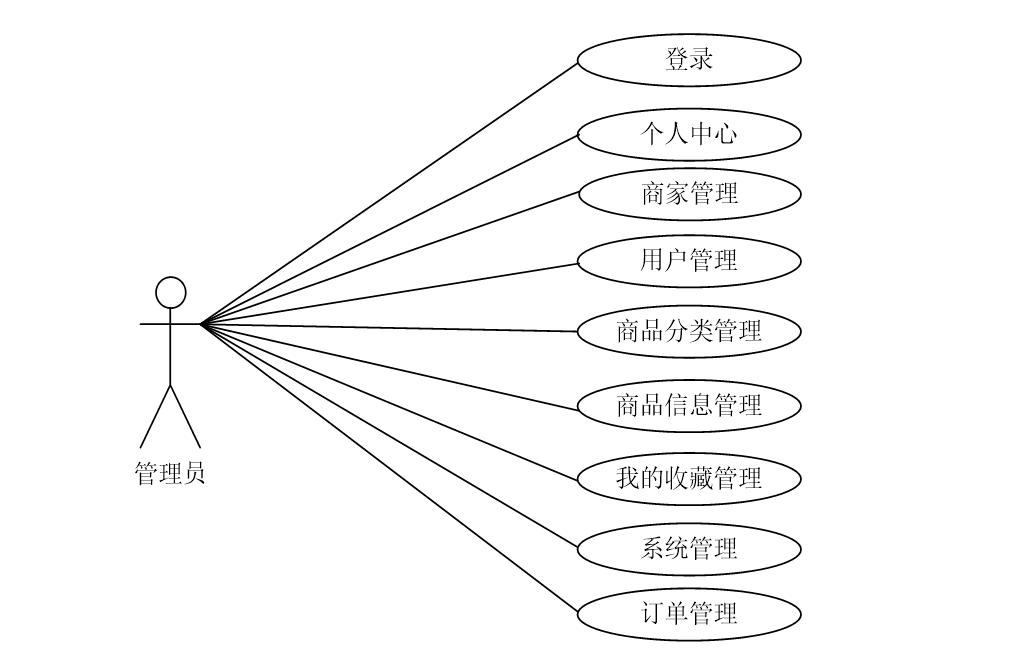 登录
个人中心
商家管理
用户管理
商品分类管理
商品信息管理
我的收藏管理
系统管理
订单管理
管理员